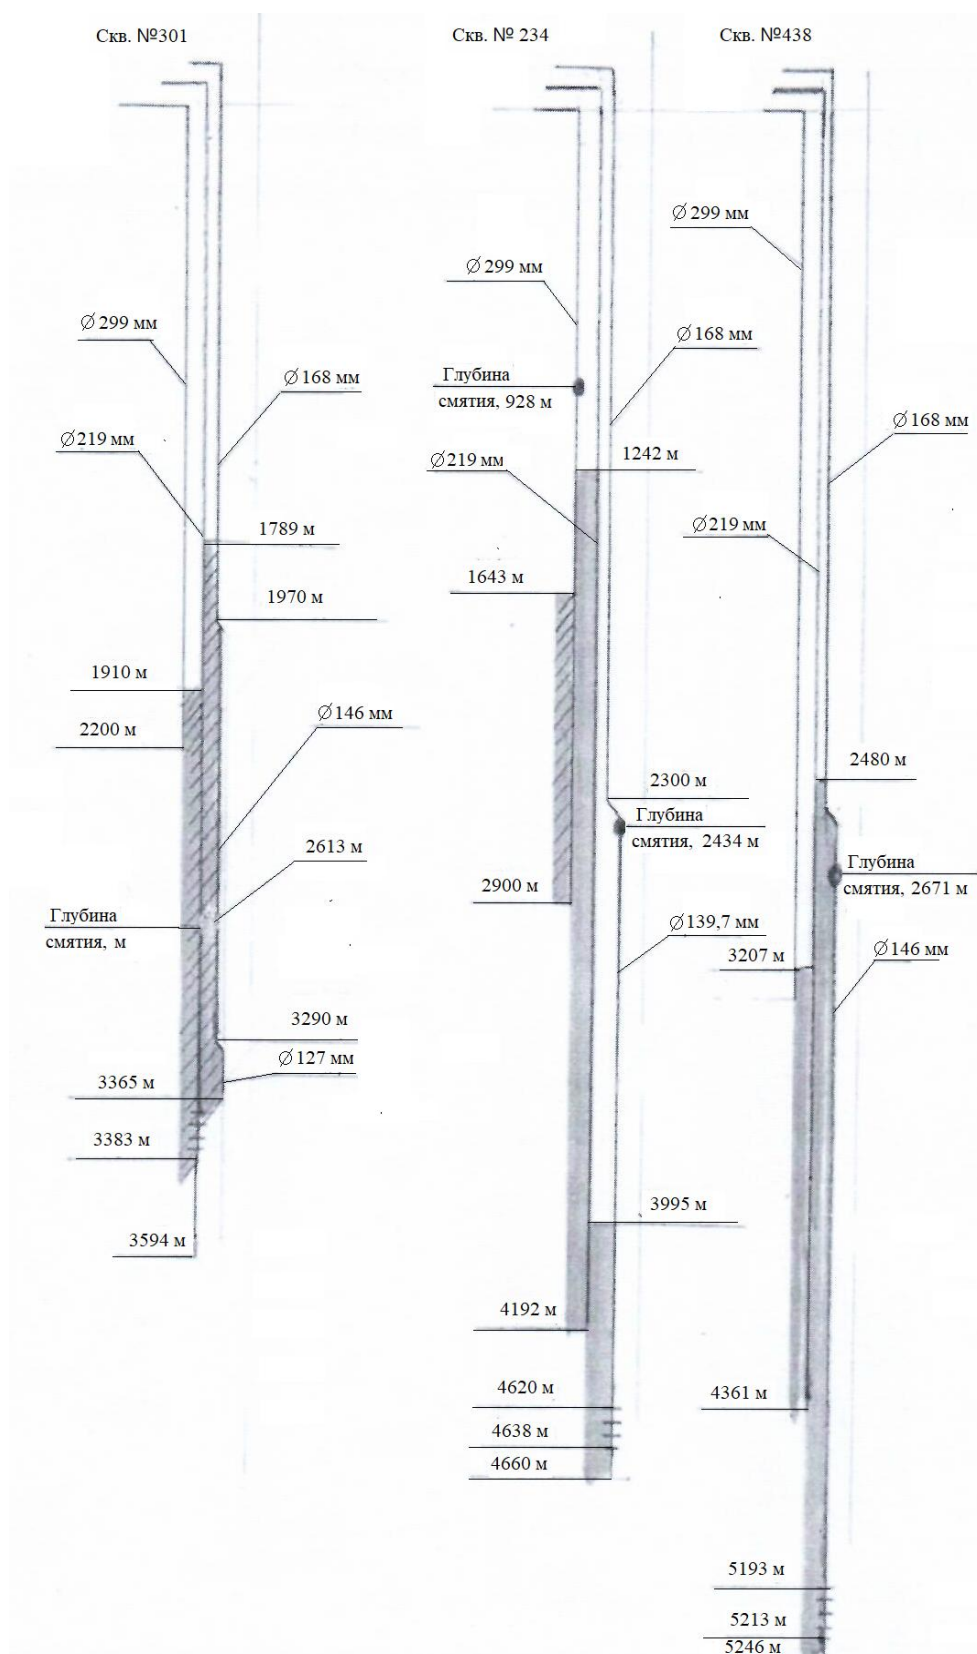 Скв. №301
∅ 299 мм
∅ 168 мм
∅ 219 мм
1789 м
1970 м
1910 м
2200 м
∅ 146 мм
2613 м
Глубина
смятия, м
3290 м
∅ 127 мм
3365 м
3383 м
3594 м
Скв. № 234
∅ 299 мм
∅ 168 мм
Глубина
смятия, 928 м
1242 м
∅ 219 мм
1643 м
2300 м
Глубина
смятия, 2434 м
2900 м
∅ 139,7 мм
3995 м
4192 м
4620 м
4638 м
4660 м
Скв. №438
∅ 299 мм
∅ 168 мм
∅ 219 мм
2480 м
Глубина
смятия, 2671 м
3207 м
∅ 146 мм
4361 м
5193 м
5213 м
5246 м